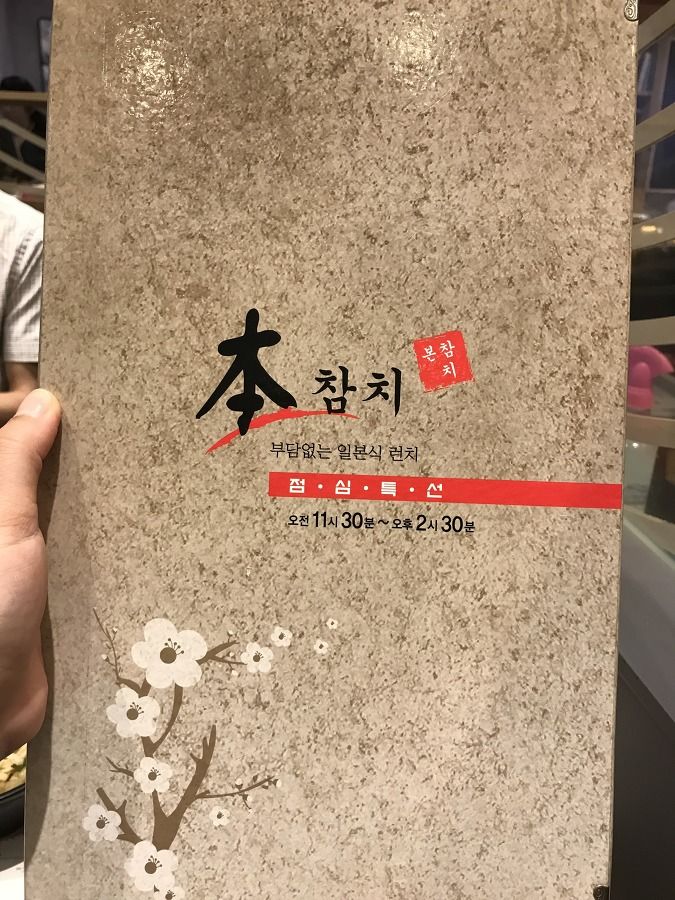 本 참치
본참
치
부담없는 일본식 런치
점·심·특·선
오전 11시 30분 ~ 오후 2시 30분